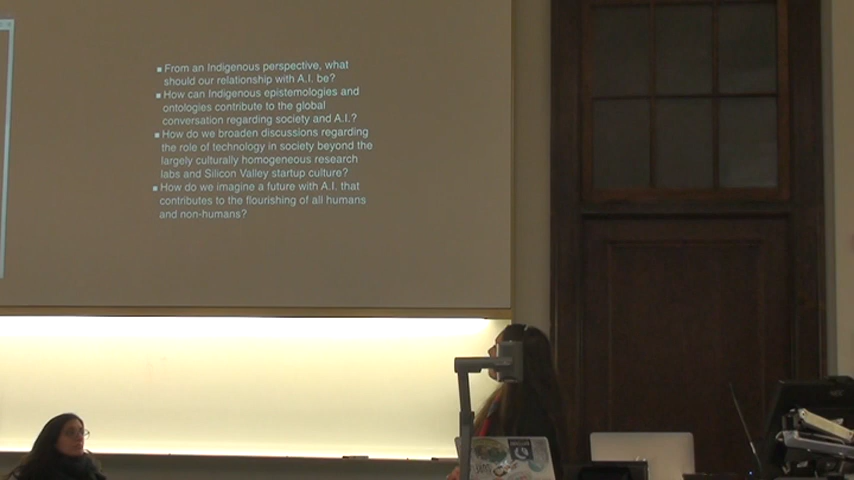 ▪ From an Indigenous perspective, what
should our relationship with A.I. be?
▪ How can Indigenous epistemologies and
ontologies contribute to the global
conversation regarding society and A.I.?
▪ How do we broaden discussions regarding
the role of technology in society beyond the
largely culturally homogeneous research
labs and Silicon Valley startup culture?
▪ How do we imagine a future with A.I. that
contributes to the flourishing of all humans
and non-humans?